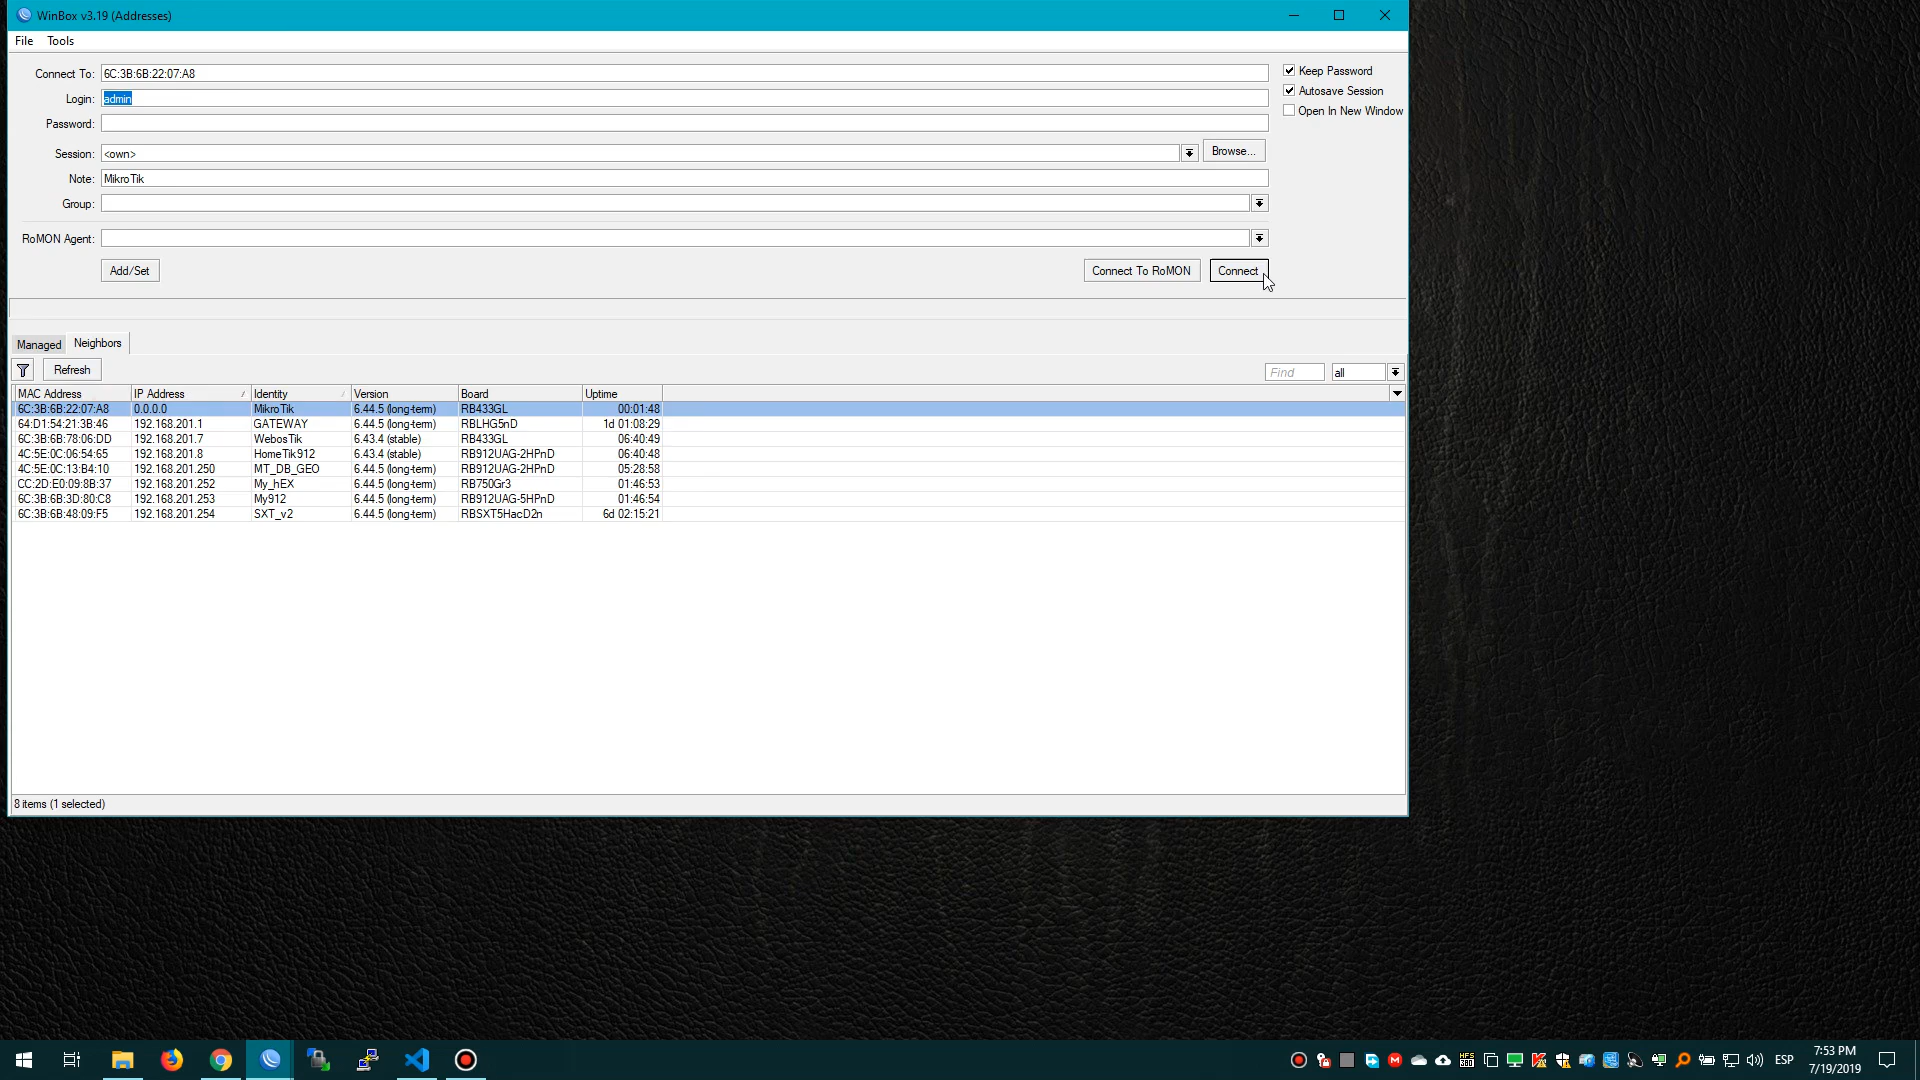 WinBox v3.19 (Addresses)
File Tools
Connect To: 6C:3B:6B:22:07:A8
Keep Password
Login: admin
Autosave Session
Open In New Window
Password:
Session: <own> Browse...
Note: MikroTik
Group:
RoMON Agent:
Add/Set Connect To RoMON Connect
Managed Neighbors
Refresh Find all
MAC Address IP Address Identity Version Board Uptime
6C:3B:6B:22:07:A8 0.0.0.0 MikroTik 6.44.5 (long-term) RB433GL 00:01:48
64:D1:54:21:3B:46 192.168.201.1 GATEWAY 6.44.5 (long-term) RBLHG5nD 1d 01:08:29
6C:3B:6B:78:06:DD 192.168.201.7 WebosTik 6.43.4 (stable) RB433GL 06:40:49
4C:5E:0C:06:54:65 192.168.201.8 HomeTik912 6.43.4 (stable) RB912UAG-2HPnD 06:40:48
4C:5E:0C:13:B4:10 192.168.201.250 MT_DB_GEO 6.44.5 (long-term) RB912UAG-2HPnD 05:28:58
CC:2D:E0:09:8B:37 192.168.201.252 My_hEX 6.44.5 (long-term) RB750Gr3 01:46:53
6C:3B:6B:3D:80:C8 192.168.201.253 My912 6.44.5 (long-term) RB912UAG-5HPnD 01:46:54
6C:3B:6B:48:09:F5 192.168.201.254 SXT_v2 6.44.5 (long-term) RBSXT5HacD2n 6d 02:15:21
8 items (1 selected)
HFS
ESP
7:53 PM
7/19/2019